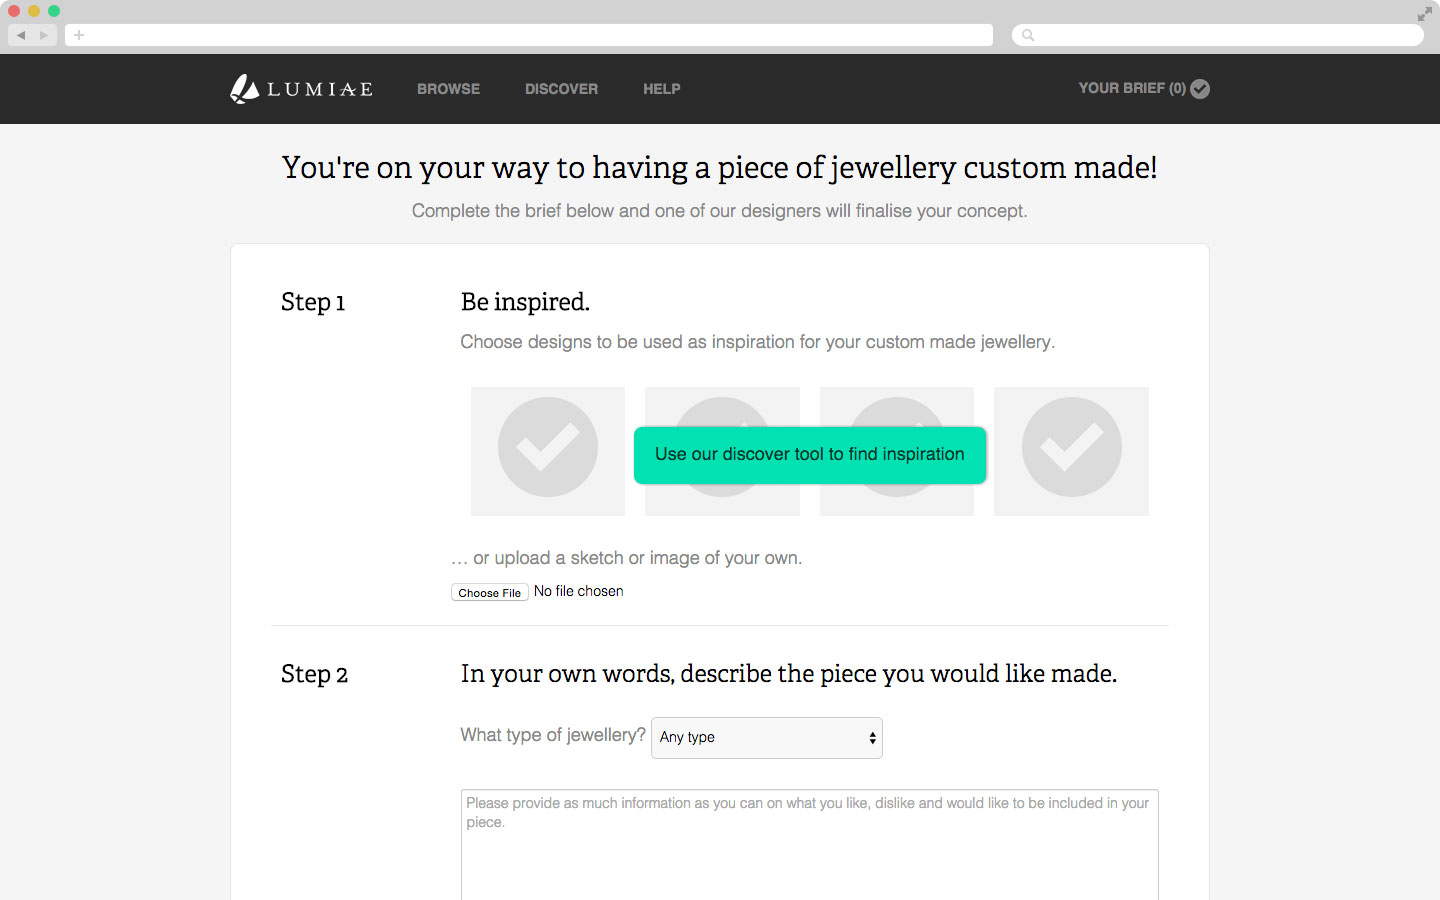 LUMIAE
BROWSE
DISCOVER
HELP
YOUR BRIEF (0)
You're on your way to having a piece of jewellery custom made!
Complete the brief below and one of our designers will finalise your concept.
Step 1
Be inspired.
Choose designs to be used as inspiration for your custom made jewellery.
Use our discover tool to find inspiration
... or upload a sketch or image of your own.
Choose File No file chosen
Step 2
In your own words, describe the piece you would like made.
What type of jewellery? Any type
Please provide as much information as you can on what you like, dislike and would like to be included in your
piece.